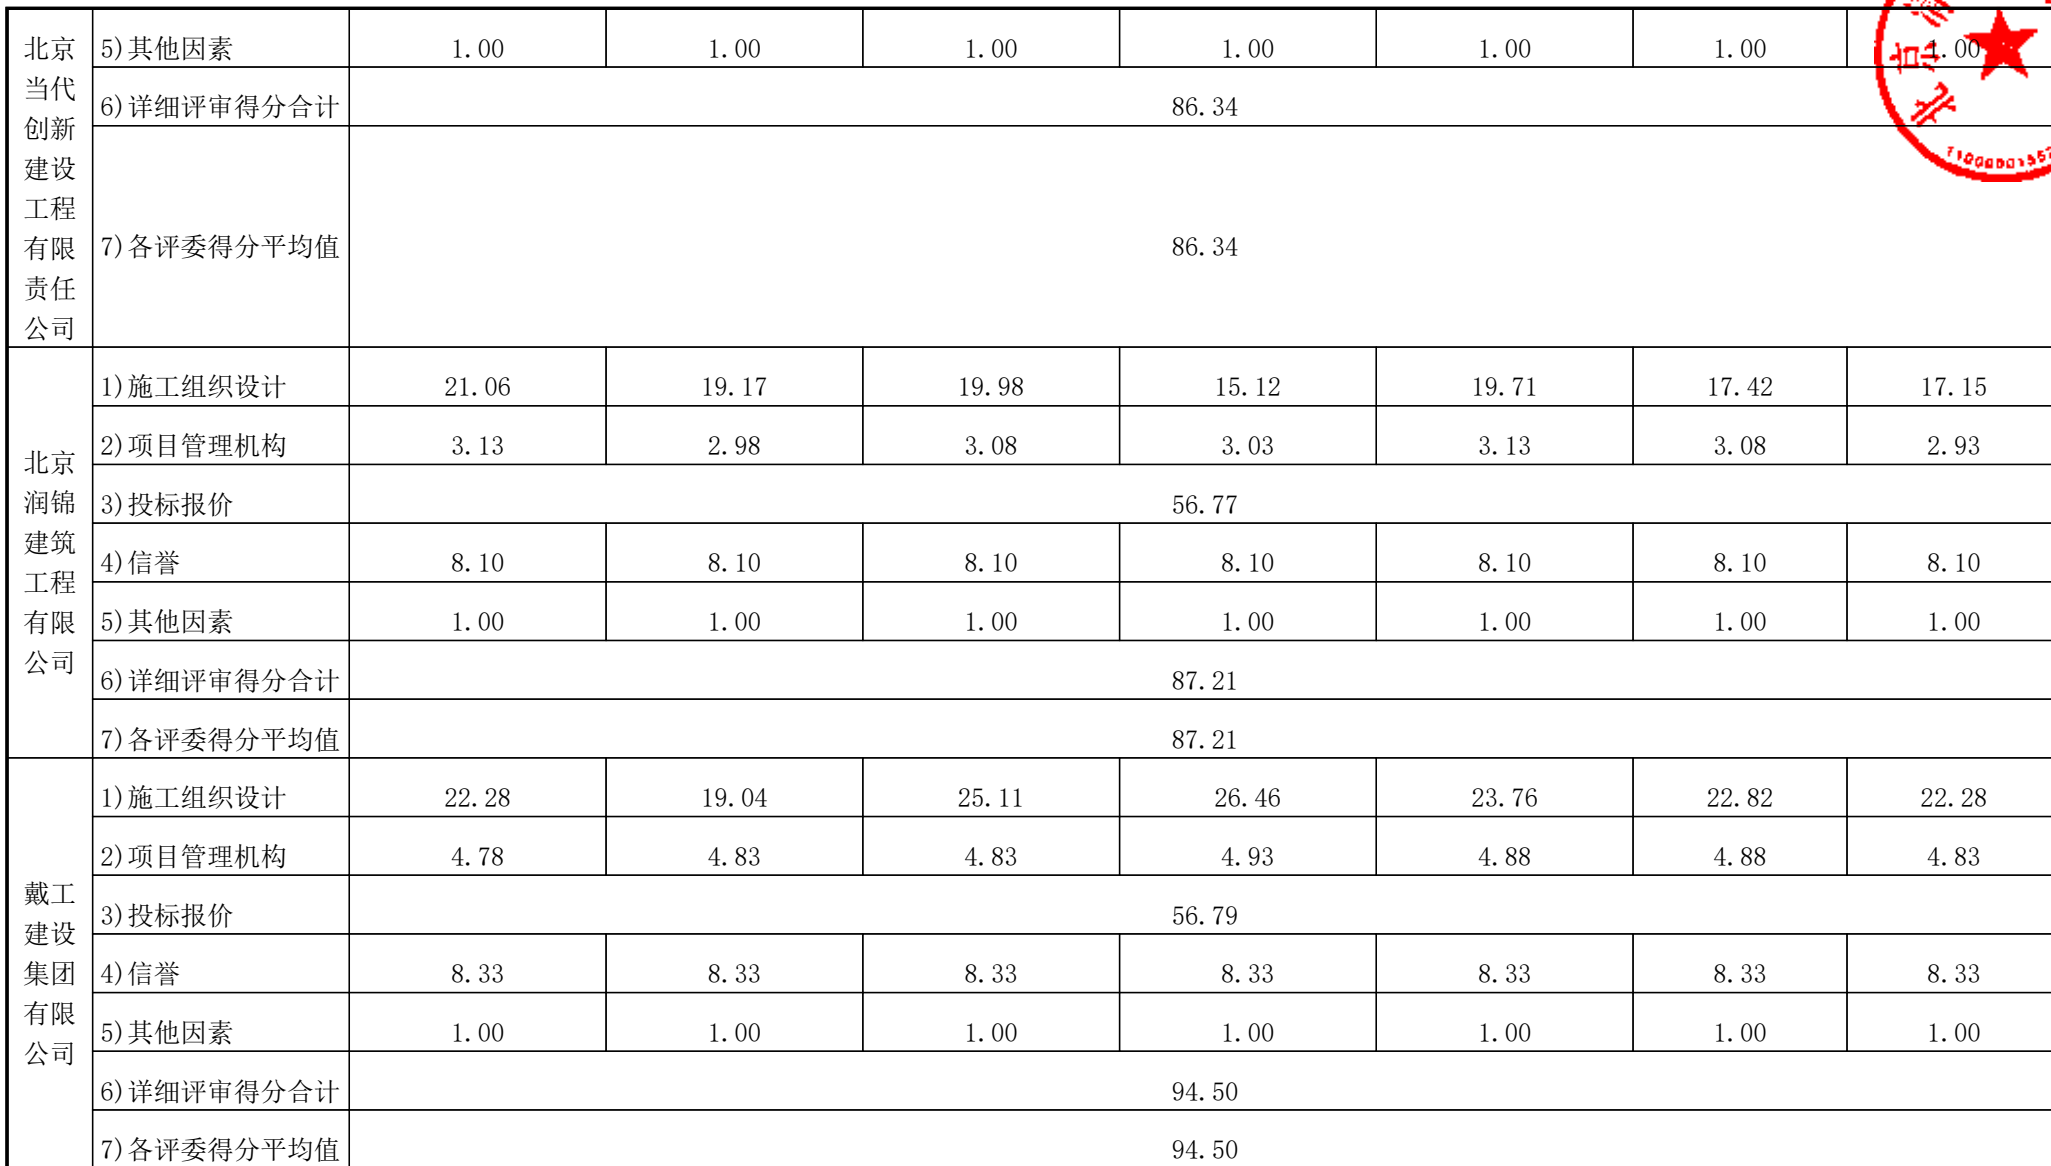 北京
当代
创新
建设
工程
有限
责任
公司
5)其他因素 1.00 1.00 1.00 1.00 1.00 1.00 1.00
6)详细评审得分合计 86.34
7)各评委得分平均值 86.34
北京
润锦
建筑
工程
有限
公司
1)施工组织设计 21.06 19.17 19.98 15.12 19.71 17.42 17.15
2)项目管理机构 3.13 2.98 3.08 3.03 3.13 3.08 2.93
3)投标报价 56.77
4)信誉 8.10 8.10 8.10 8.10 8.10 8.10 8.10
5)其他因素 1.00 1.00 1.00 1.00 1.00 1.00 1.00
6)详细评审得分合计 87.21
7)各评委得分平均值 87.21
戴工
建设
集团
有限
公司
1)施工组织设计 22.28 19.04 25.11 26.46 23.76 22.82 22.28
2)项目管理机构 4.78 4.83 4.83 4.93 4.88 4.88 4.83
3)投标报价 56.79
4)信誉 8.33 8.33 8.33 8.33 8.33 8.33 8.33
5)其他因素 1.00 1.00 1.00 1.00 1.00 1.00 1.00
6)详细评审得分合计 94.50
7)各评委得分平均值 94.50
北京